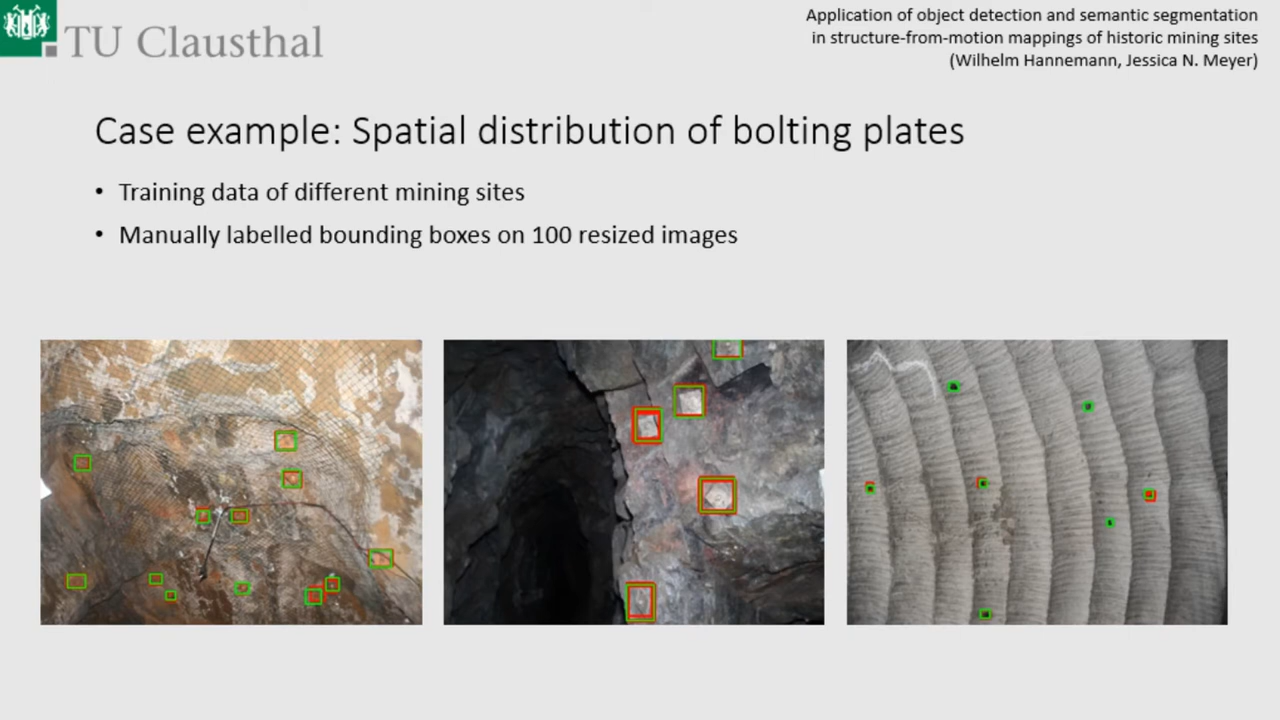 TU Clausthal
Application of object detection and semantic segmentation
in structure-from-motion mappings of historic mining sites
(Wilhelm Hannemann, Jessica N. Meyer)
Case example: Spatial distribution of bolting plates
• Training data of different mining sites
• Manually labelled bounding boxes on 100 resized images